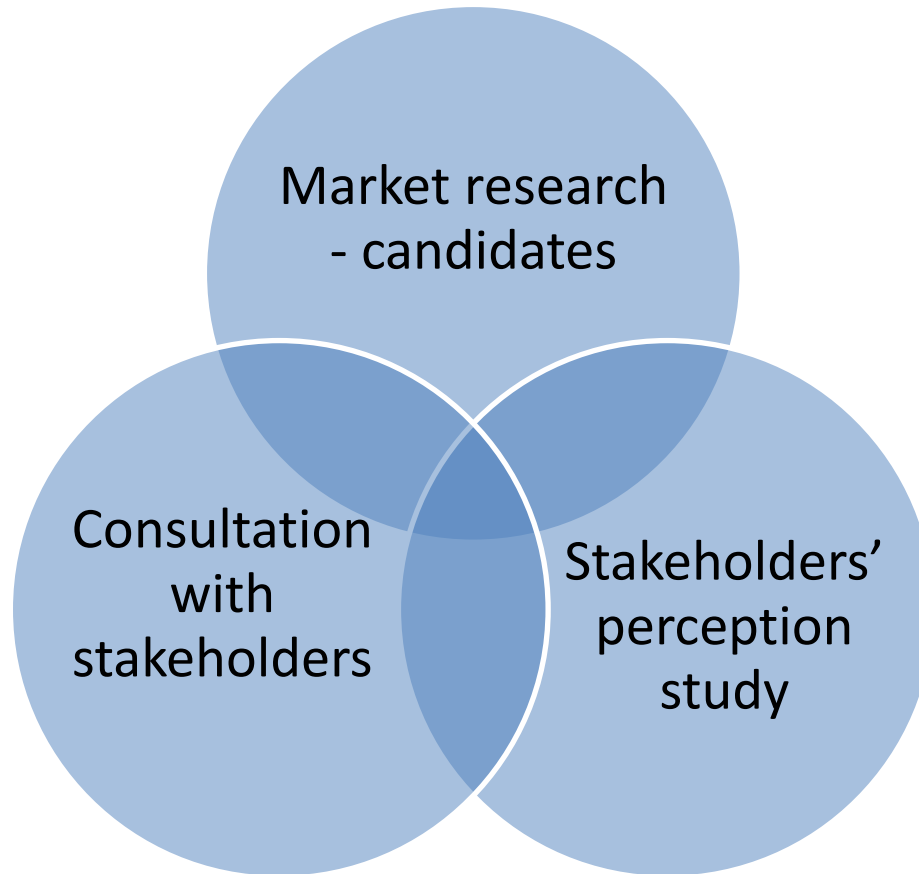 Market research
- candidates
Consultation
with
stakeholders
Stakeholders’
perception
study